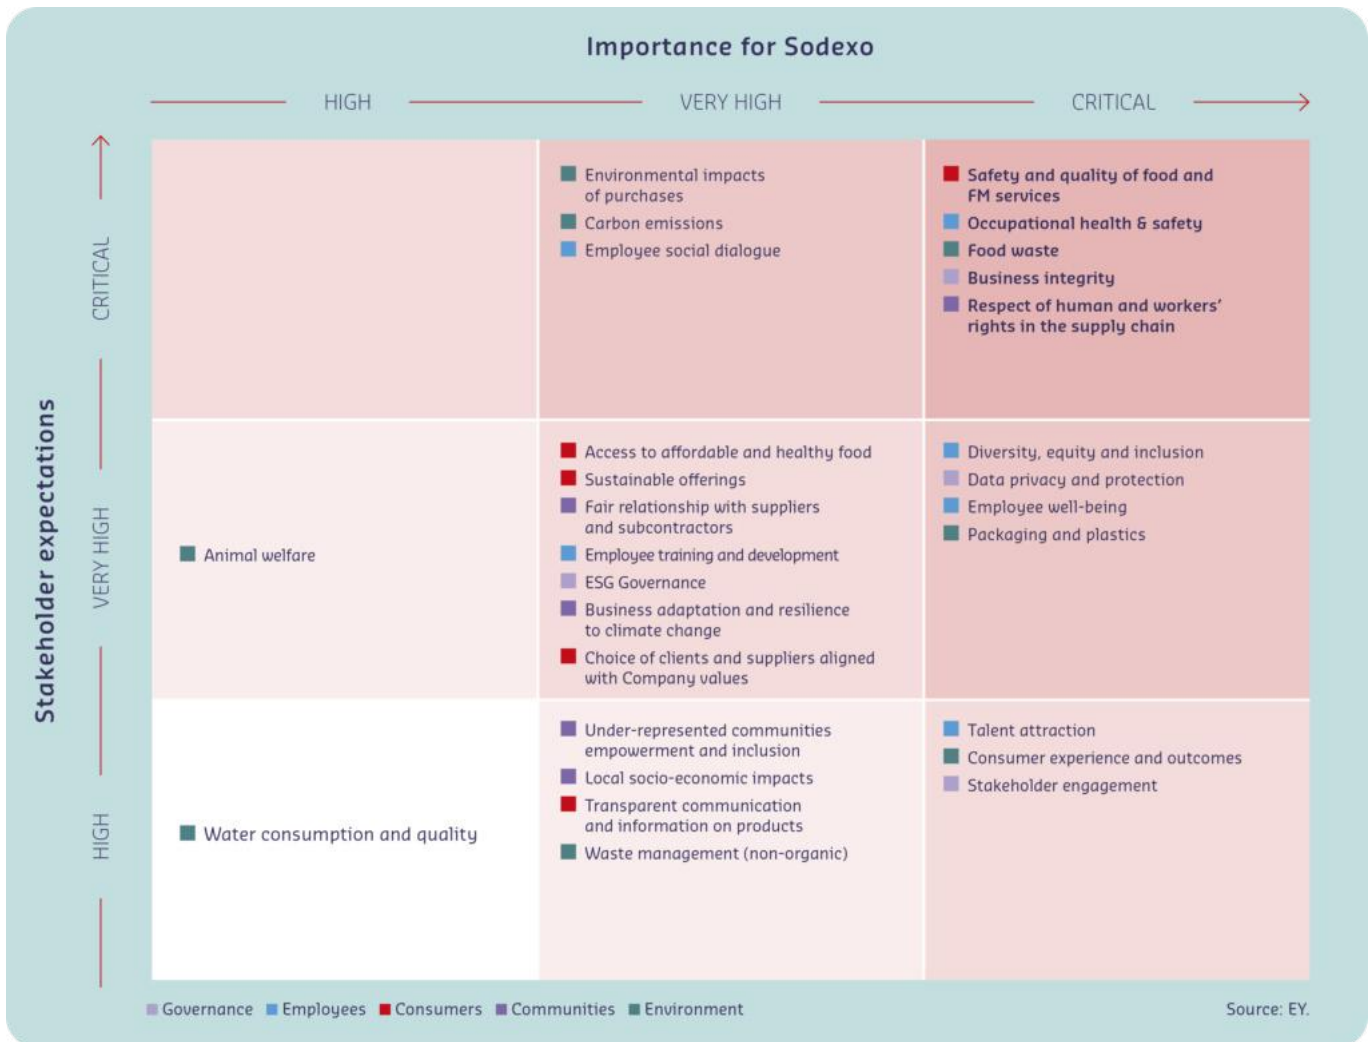 Importance for Sodexo
HIGH
VERY HIGH
CRITICAL
Stakeholder expectations
CRITICAL
Environmental impacts
of purchases
Carbon emissions
Employee social dialogue
Safety and quality of food and
FM services
Occupational health & safety
Food waste
Business integrity
Respect of human and workers’
rights in the supply chain
VERY HIGH
Animal welfare
Access to affordable and healthy food
Sustainable offerings
Fair relationship with suppliers
and subcontractors
Employee training and development
ESG Governance
Business adaptation and resilience
to climate change
Choice of clients and suppliers aligned
with Company values
Diversity, equity and inclusion
Data privacy and protection
Employee well-being
Packaging and plastics
HIGH
Water consumption and quality
Under-represented communities
empowerment and inclusion
Local socio-economic impacts
Transparent communication
and information on products
Waste management (non-organic)
Talent attraction
Consumer experience and outcomes
Stakeholder engagement
Governance Employees Consumers Communities Environment
Source: EY.